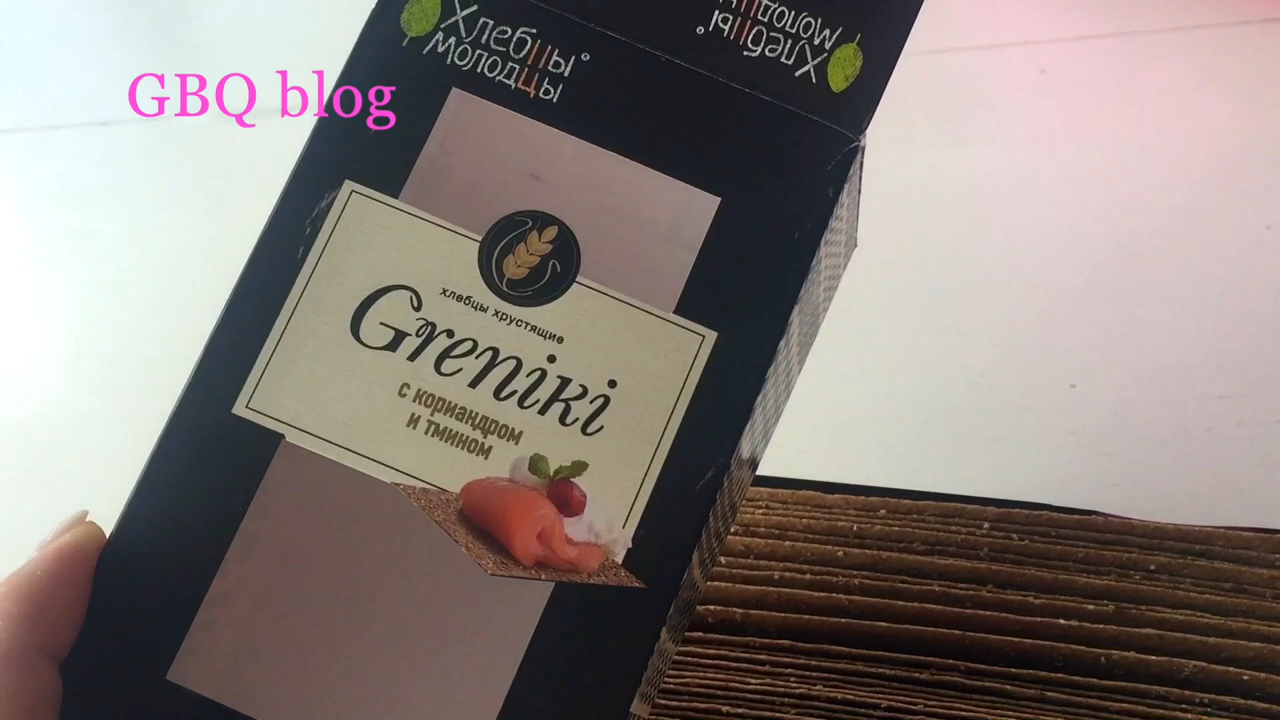 Хлебцы
молодцы
Хлебцы
молодцы
GBQ blog
хлебцы хрустящие
Greniki
с кориандром
и тмином